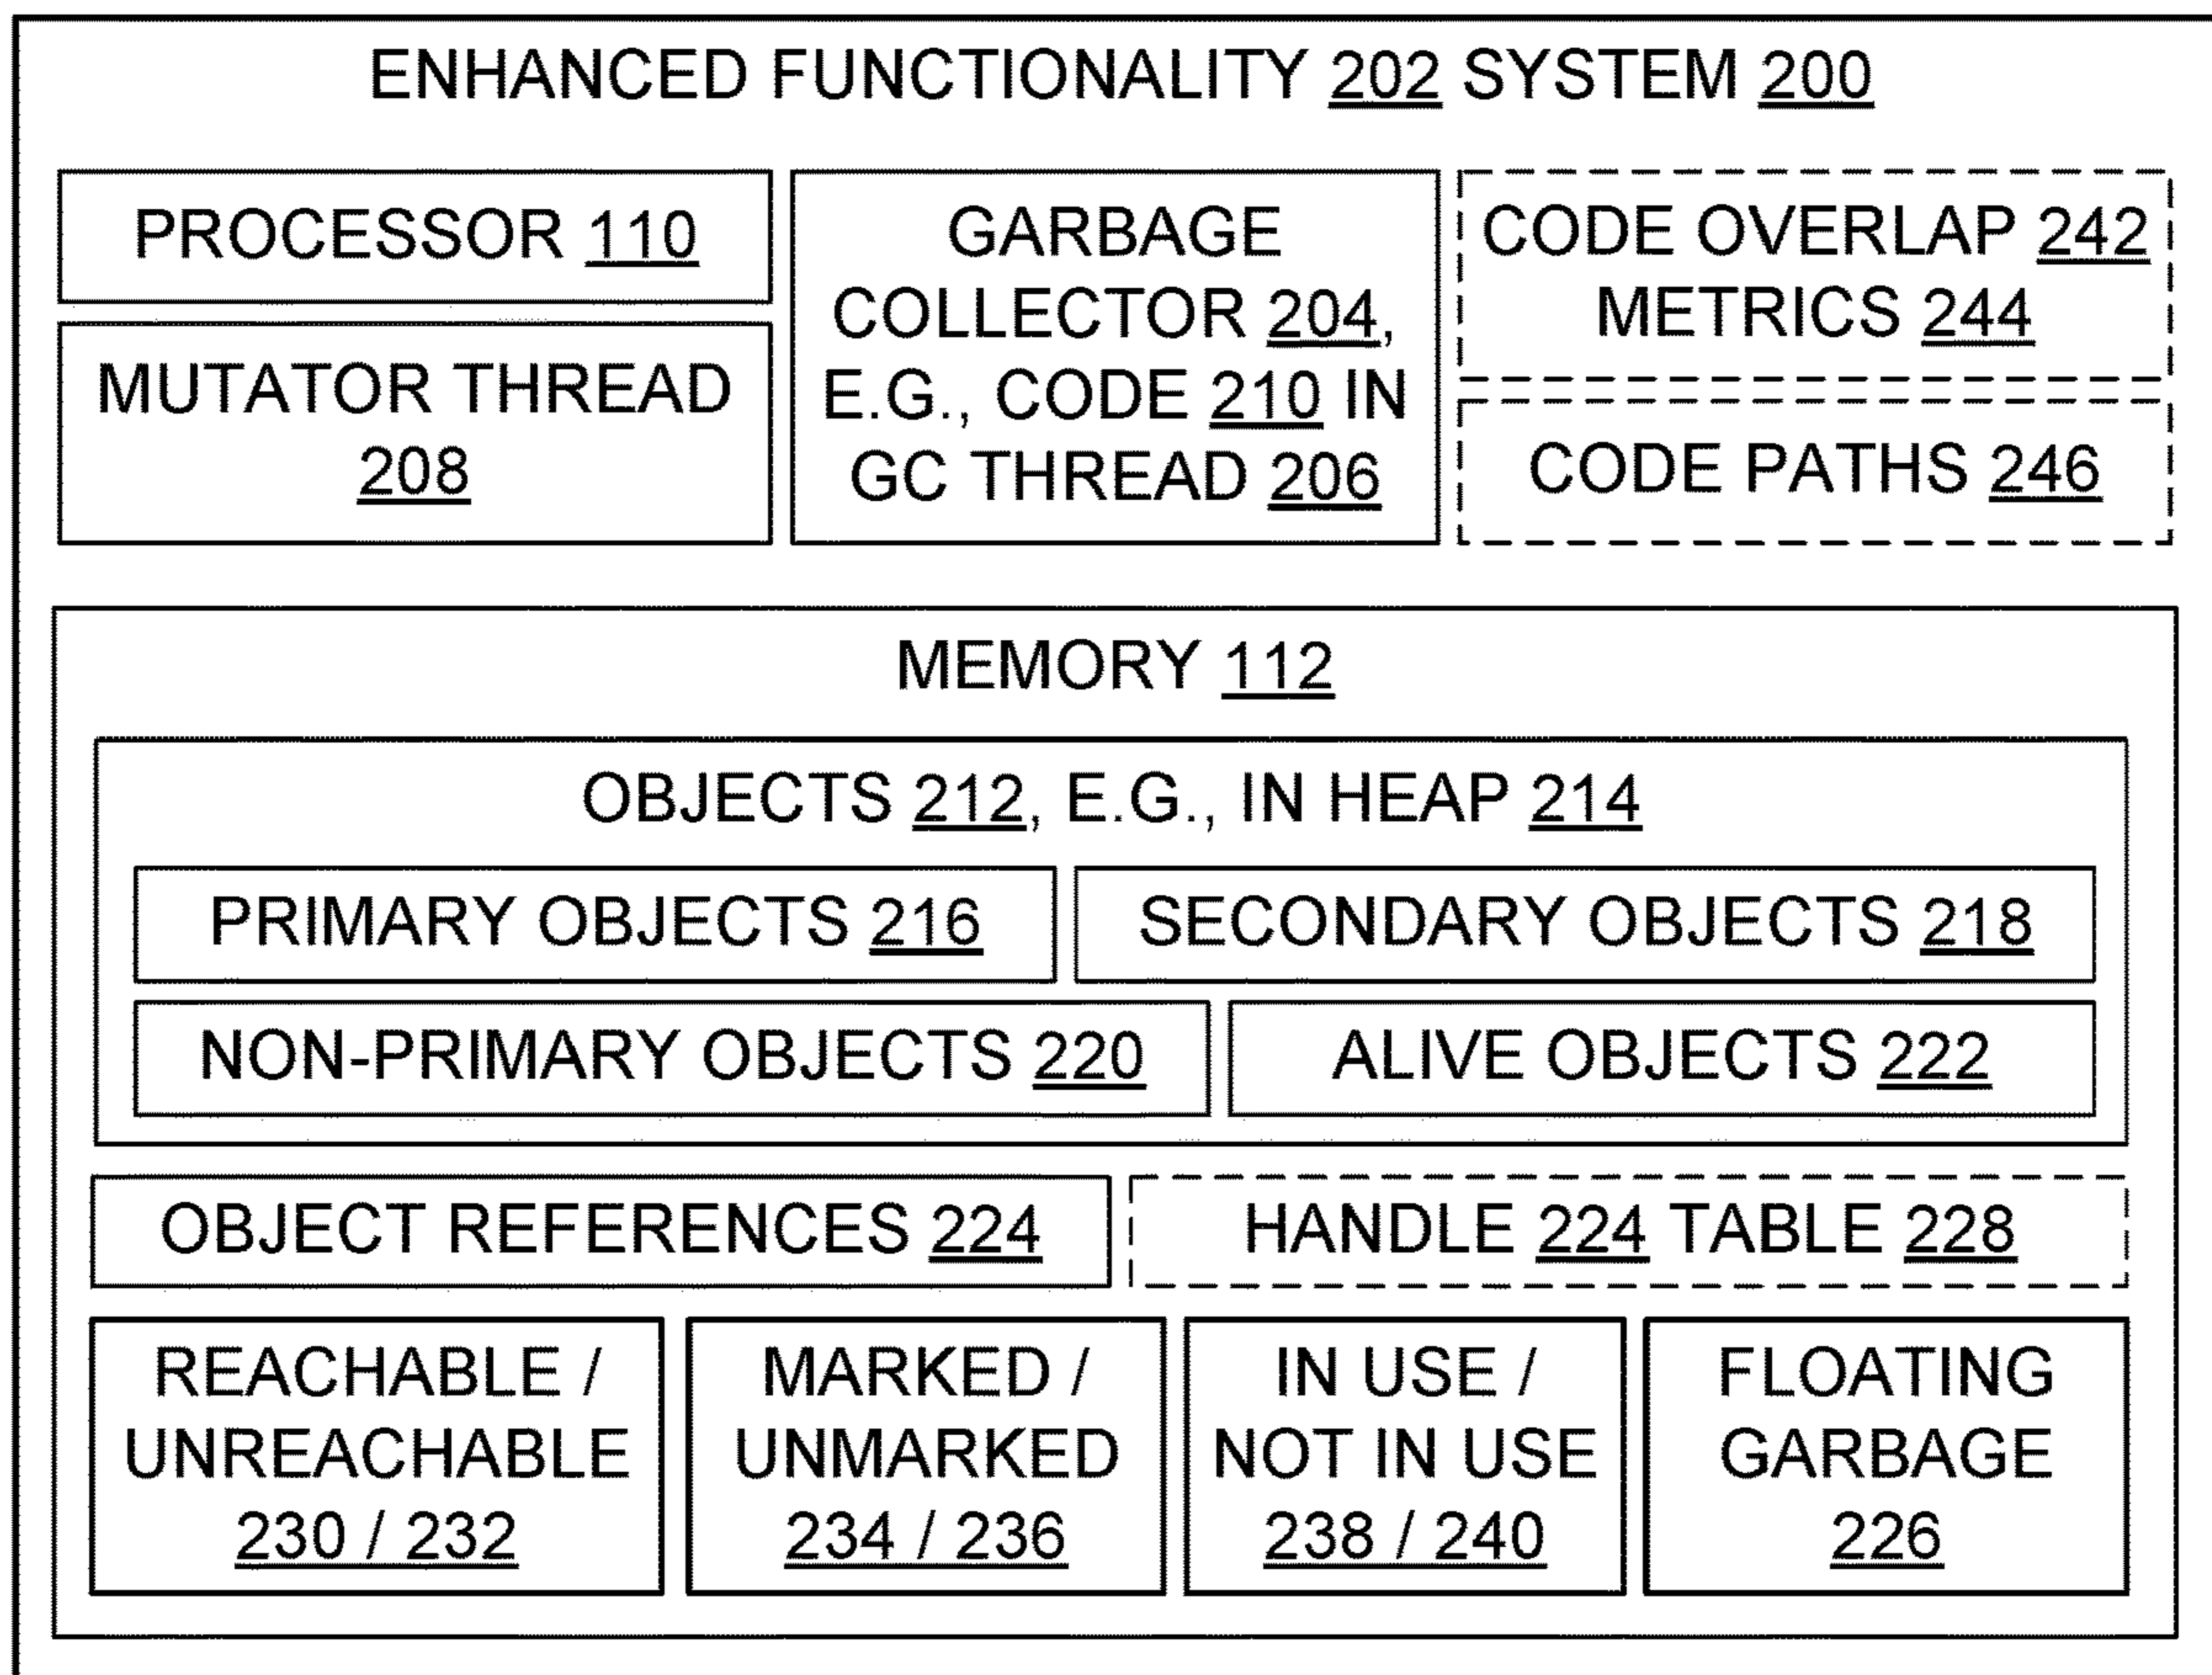 ENHANCED FUNCTIONALITY 202 SYSTEM 200
PROCESSOR 110
MUTATOR THREAD
208
GARBAGE
COLLECTOR 204,
E.G., CODE 210 IN
GC THREAD 206
CODE OVERLAP 242
METRICS 244
CODE PATHS 246
MEMORY 112
OBJECTS 212, E.G., IN HEAP 214
PRIMARY OBJECTS 216
SECONDARY OBJECTS 218
NON-PRIMARY OBJECTS 220
ALIVE OBJECTS 222
OBJECT REFERENCES 224
HANDLE 224 TABLE 228
REACHABLE /
UNREACHABLE
230 / 232
MARKED /
UNMARKED
234 / 236
IN USE /
NOT IN USE
238 / 240
FLOATING
GARBAGE
226